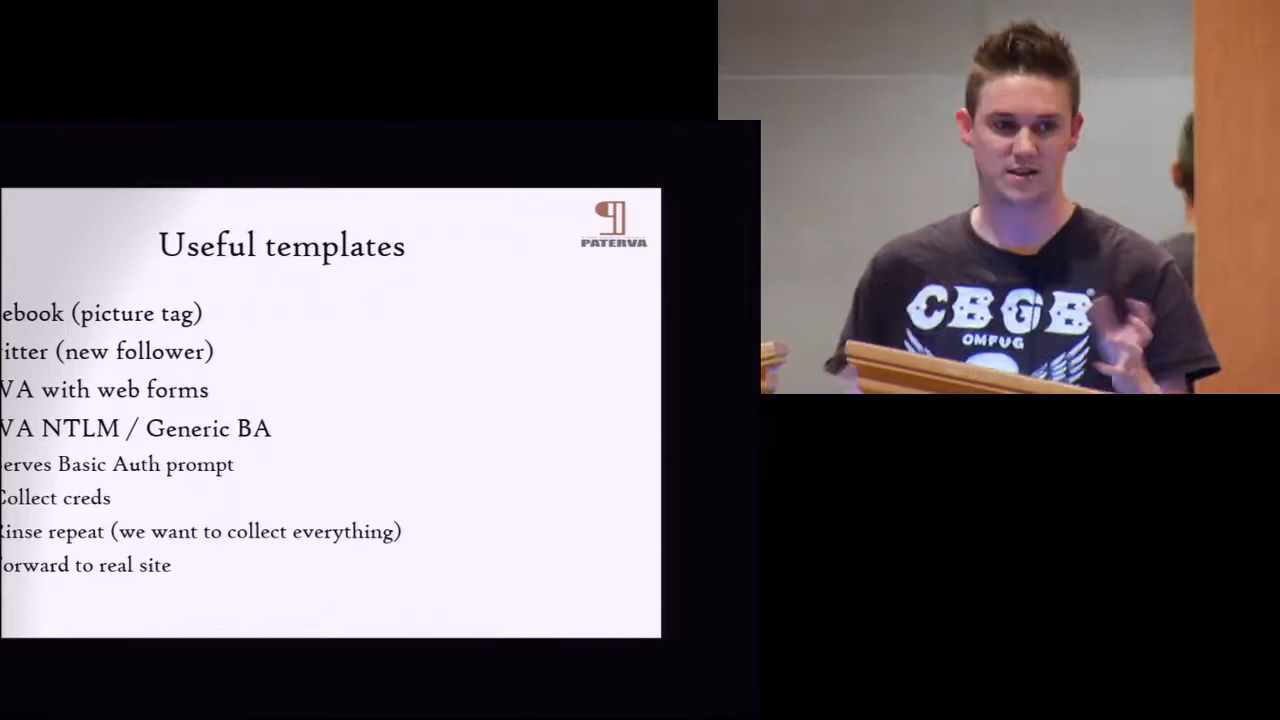 PATERVA
Useful templates
ebook (picture tag)
itter (new follower)
VA with web forms
VA NTLM / Generic BA
erves Basic Auth prompt
Collect creds
Rinse repeat (we want to collect everything)
orward to real site
CBGB
OMFUG